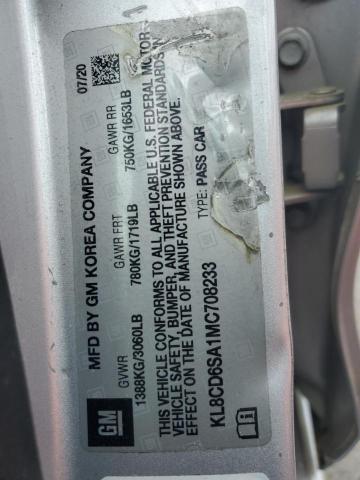 GM
MFD BY GM KOREA COMPANY 07/20
GVWR GAWR FRT GAWR RR
1388KG/3060LB 780KG/1719LB 750KG/1653LB
THIS VEHICLE CONFORMS TO ALL APPLICABLE U.S. FEDERAL MOTOR
VEHICLE SAFETY, BUMPER, AND THEFT PREVENTION STANDARDS IN
EFFECT ON THE DATE OF MANUFACTURE SHOWN ABOVE.
KL8CD6SA1MC708233 TYPE: PASS CAR